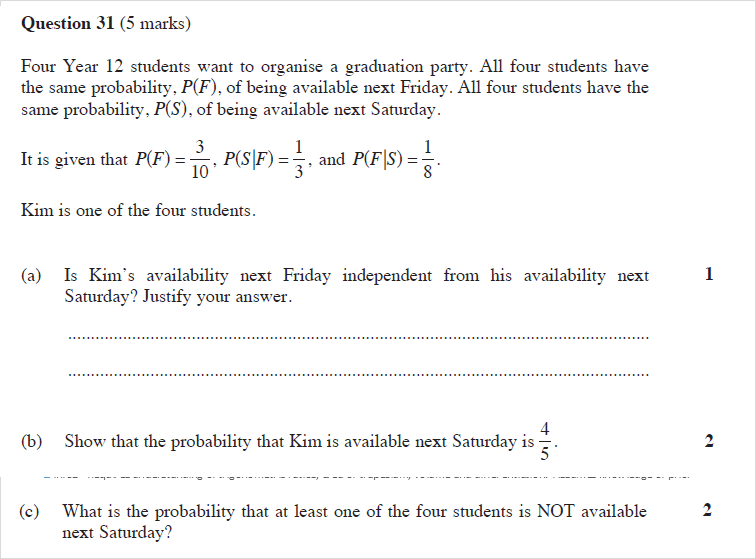 Question 31 (5 marks)
Four Year 12 students want to organise a graduation party. All four students have
the same probability, P(F), of being available next Friday. All four students have the
same probability, P(S), of being available next Saturday.
It is given that P(F) = 3/10, P(S|F) = 1/3, and P(F|S) = 1/8.
Kim is one of the four students.
(a) Is Kim's availability next Friday independent from his availability next 1
Saturday? Justify your answer.
(b) Show that the probability that Kim is available next Saturday is 4/5. 2
(c) What is the probability that at least one of the four students is NOT available 2
next Saturday?